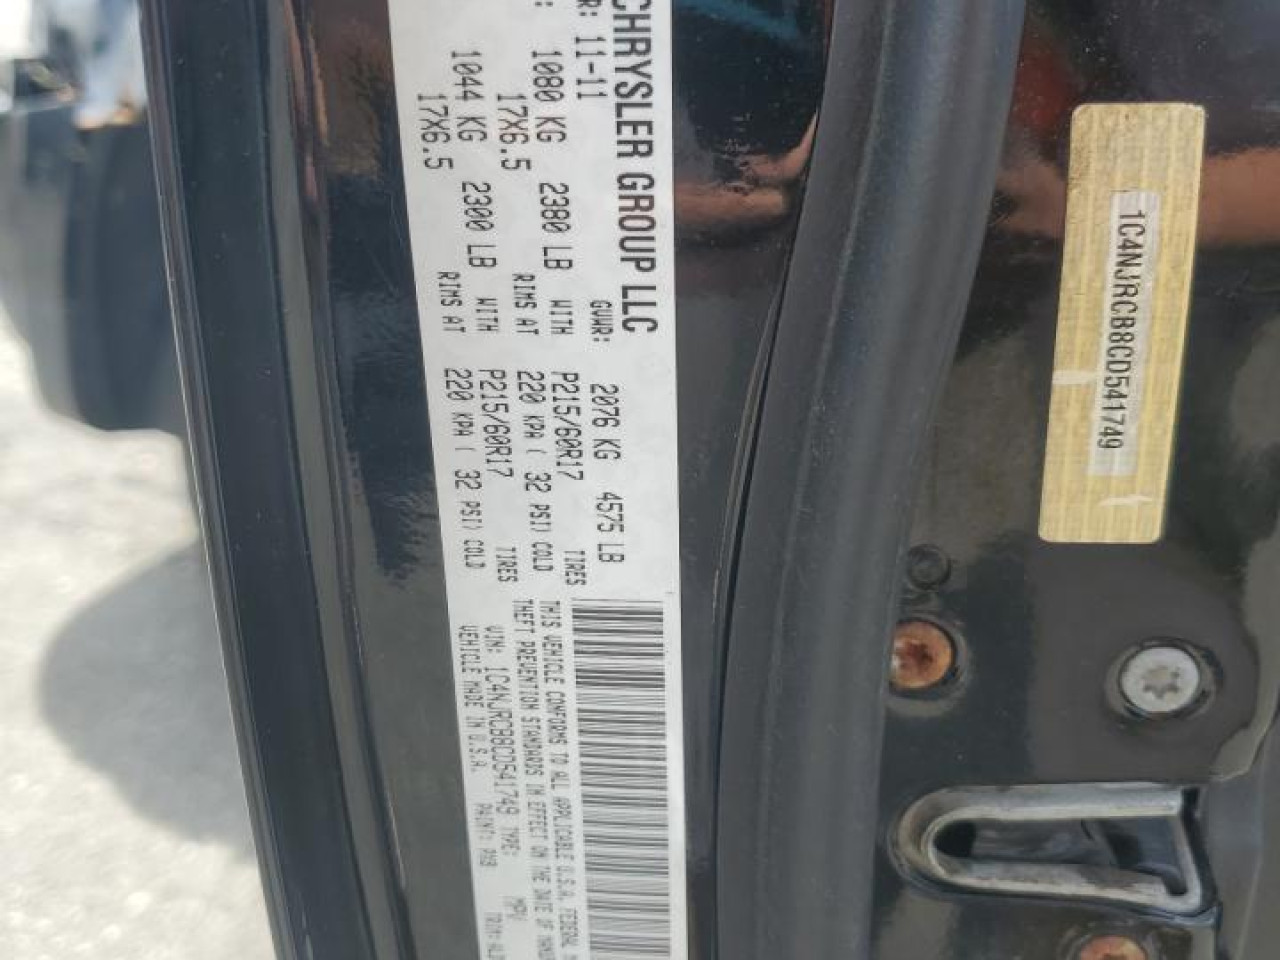 CHRYSLER GROUP LLC
R: 11-11 GVWR: 2076 KG 4575 LB
: 1080 KG 2380 LB WITH P215/60R17 TIRES
17X6.5 RIMS AT 220 KPA ( 32 PSI) COLD
1044 KG 2300 LB WITH P215/60R17 TIRES
17X6.5 RIMS AT 220 KPA ( 32 PSI) COLD
THIS VEHICLE CONFORMS TO ALL APPLICABLE U.S.A. FEDERAL
THEFT PREVENTION STANDARDS IN EFFECT ON THE DATE OF
VIN: 1C4NJRCB8CD541749 TYPE: MPV
VEHICLE MADE IN U.S.A. PAINT: TRIM:
1C4NJRCB8CD541749